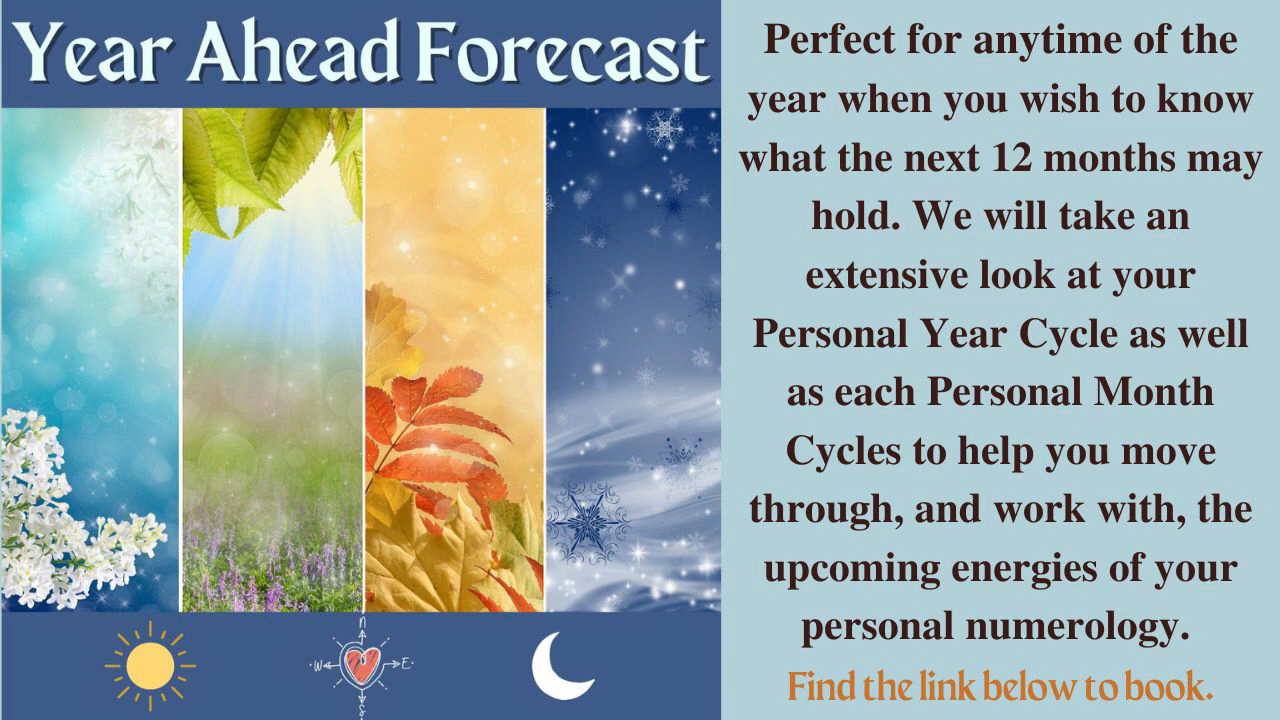 Year Ahead Forecast
Perfect for anytime of the
year when you wish to know
what the next 12 months may
hold. We will take an
extensive look at your
Personal Year Cycle as well
as each Personal Month
Cycles to help you move
through, and work with, the
upcoming energies of your
personal numerology.
Find the link below to book.
n
W E
s